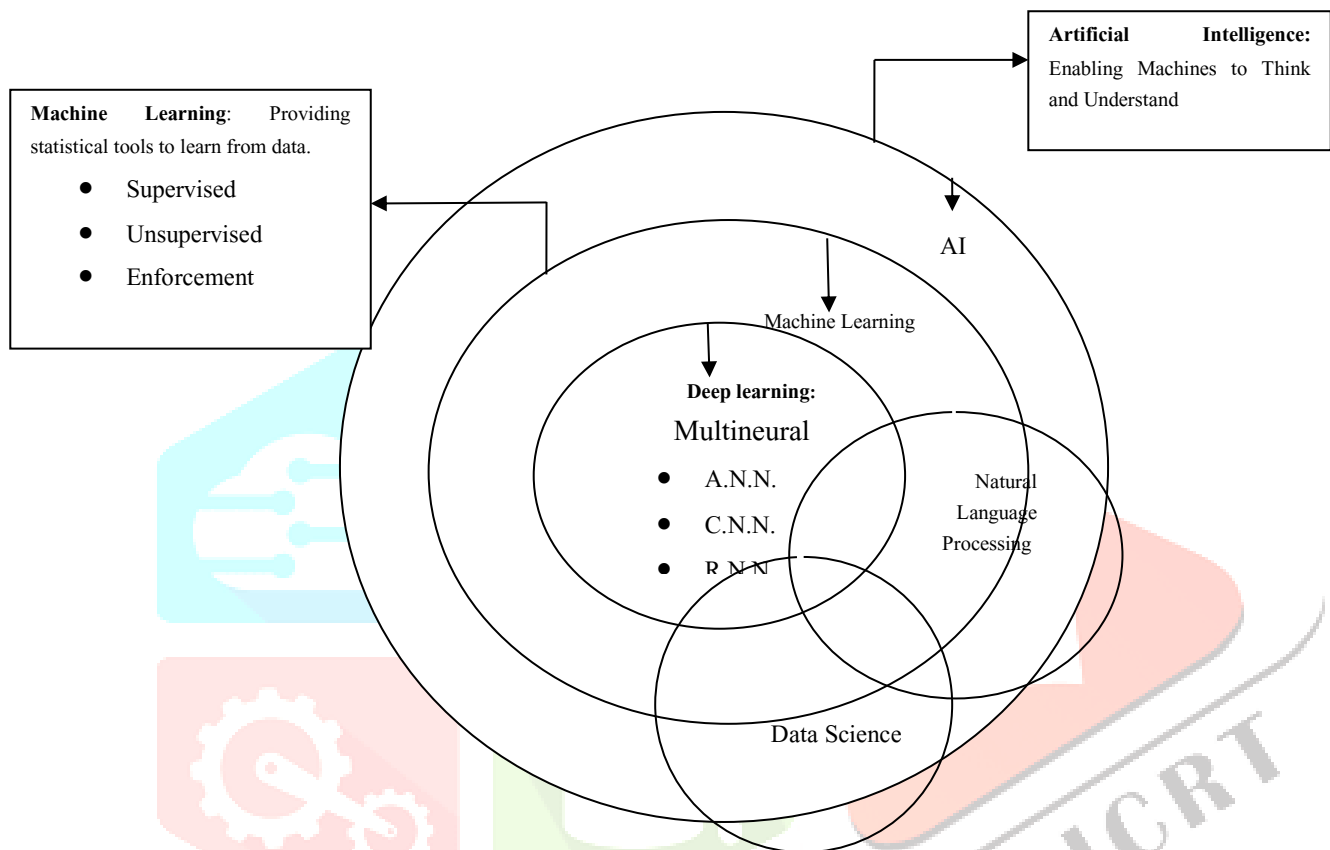 Artificial Intelligence:
Enabling Machines to Think
and Understand
Machine Learning: Providing
statistical tools to learn from data.
● Supervised
● Unsupervised
● Enforcement
AI
Machine Learning
Deep learning:
Multineural
● A.N.N.
● C.N.N.
● R.N.N
Natural
Language
Processing
Data Science
IJCRT